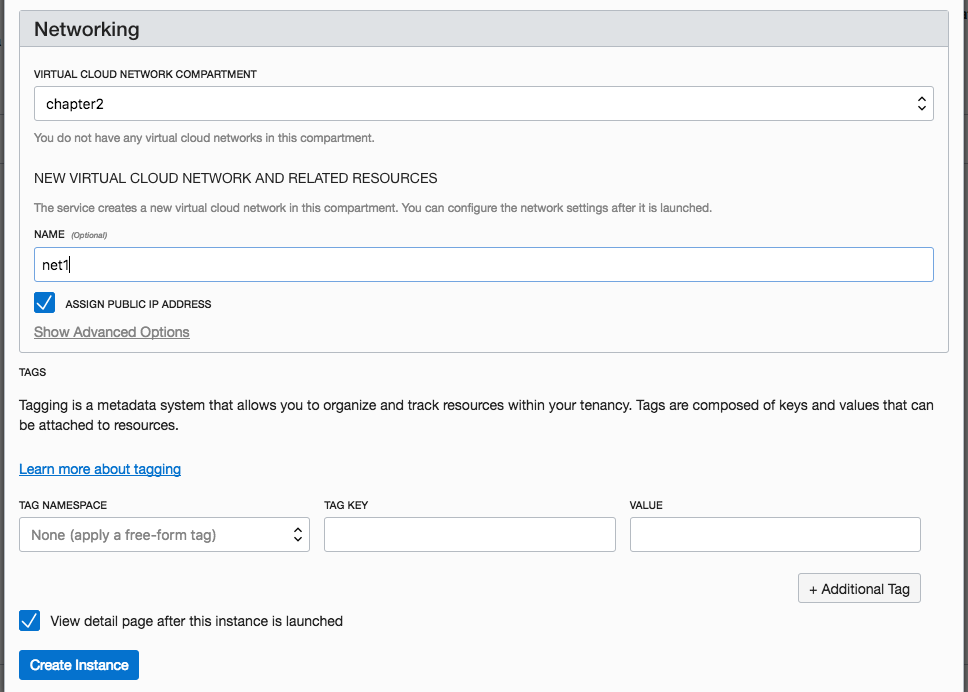 Networking
VIRTUAL CLOUD NETWORK COMPARTMENT
chapter2
You do not have any virtual cloud networks in this compartment.
NEW VIRTUAL CLOUD NETWORK AND RELATED RESOURCES
The service creates a new virtual cloud network in this compartment. You can configure the network settings after it is launched.
NAME (Optional)
net1
ASSIGN PUBLIC IP ADDRESS
Show Advanced Options
TAGS
Tagging is a metadata system that allows you to organize and track resources within your tenancy. Tags are composed of keys and values that can
be attached to resources.
Learn more about tagging
TAG NAMESPACE TAG KEY VALUE
None (apply a free-form tag)
+ Additional Tag
View detail page after this instance is launched
Create Instance